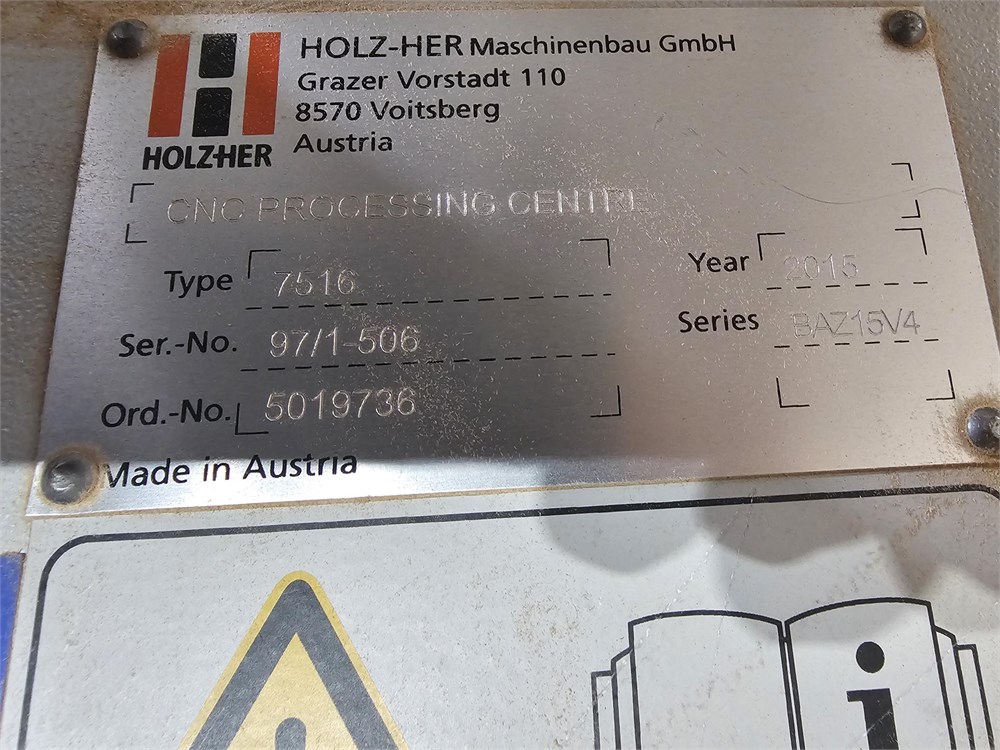 HOLZ-HER Maschinenbau GmbH
Grazer Vorstadt 110
8570 Voitsberg
Austria
HOLZHER
CNC PROCESSING CENTRE
Type 7516
Year 2015
Ser.-No. 97/1-506
Series BAZ15V4
Ord.-No. 5019736
Made in Austria
i